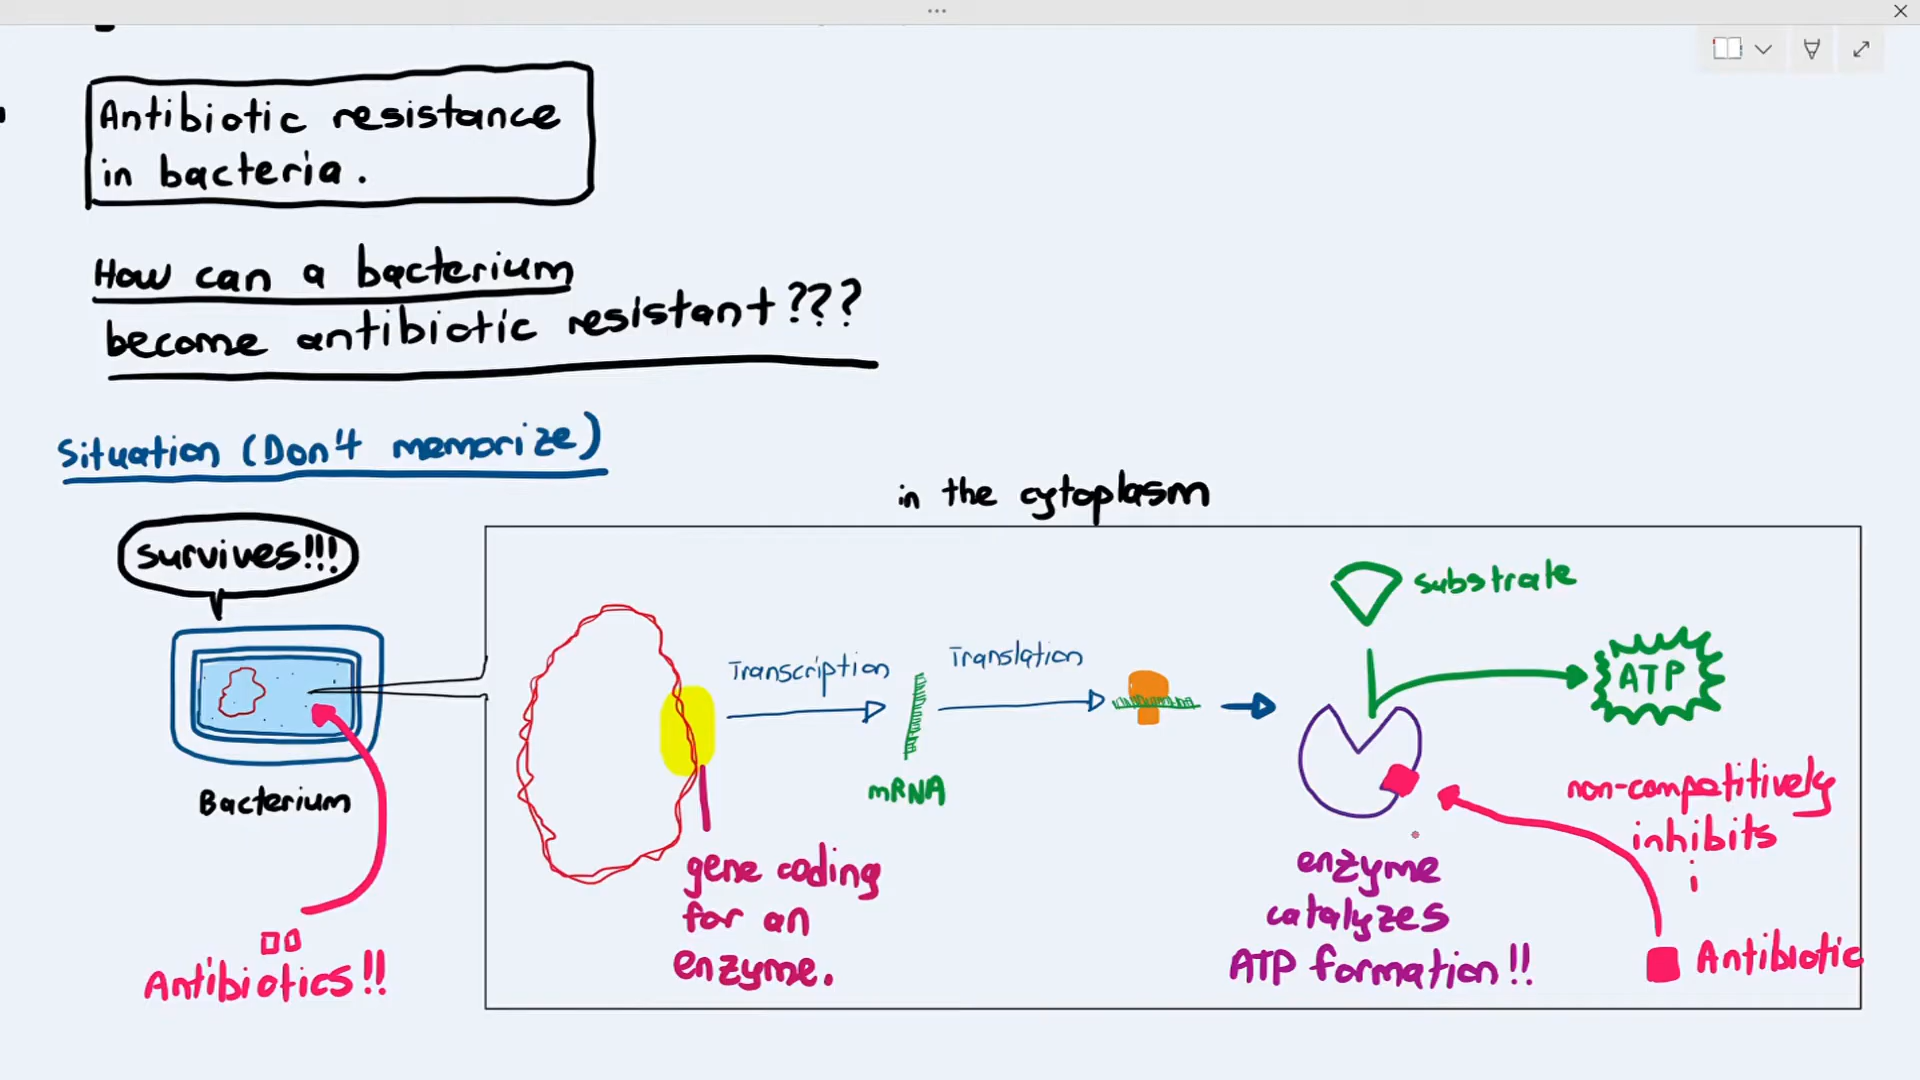 Antibiotic resistance
in bacteria.
How can a bacterium
become antibiotic resistant???
Situation (Don't memorize)
in the cytoplasm
survives!!!
substrate
Transcription
Translation
ATP
mRNA
Bacterium
non-competitively
inhibits
gene coding
for an
enzyme.
enzyme
catalyzes
ATP formation!!
Antibiotic
Antibiotics!!